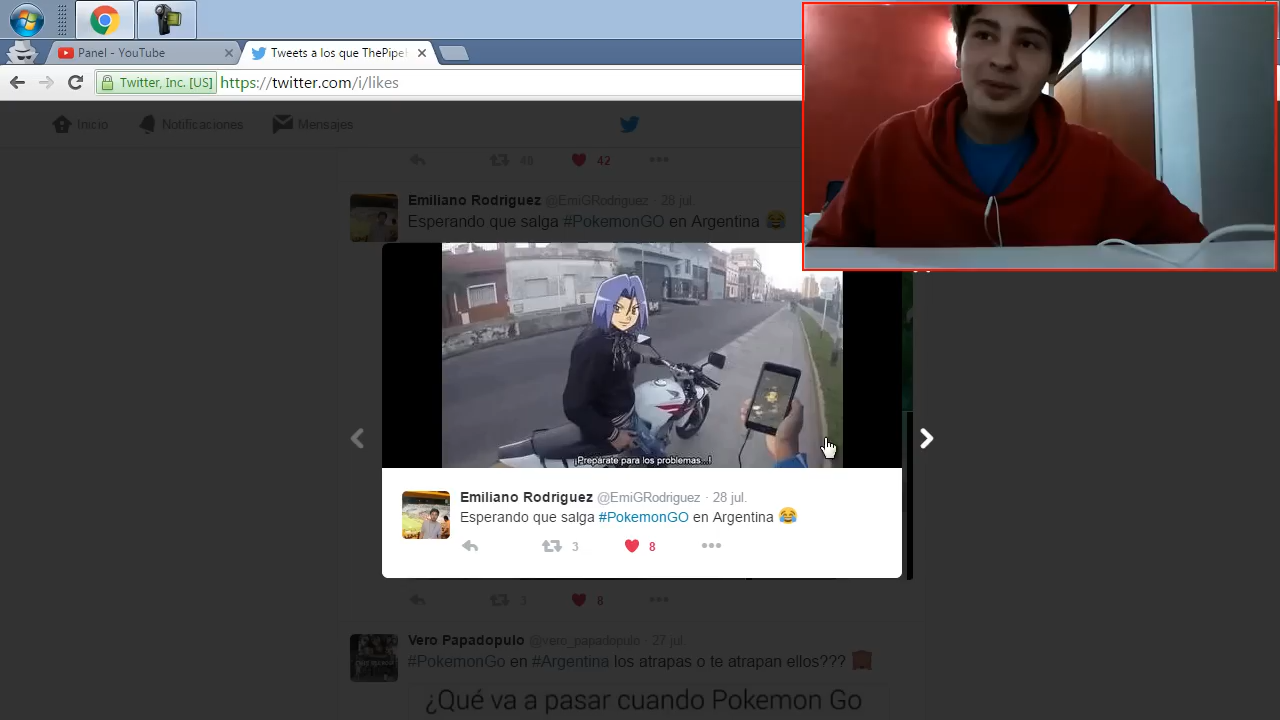 Panel - YouTube
Tweets a los que ThePipe
Twitter, Inc. [US]
https://twitter.com/i/likes
Inicio
Notificaciones
Mensajes
48
42
Emiliano Rodriguez @EmiGRodriguez · 28 jul.
Esperando que salga #PokemonGO en Argentina 😂
¡Prepárate para los problemas...!
Emiliano Rodriguez @EmiGRodriguez · 28 jul.
Esperando que salga #PokemonGO en Argentina 😂
3
8
3
8
Vero Papadopulo @vero_papadopulo · 27 jul.
#PokemonGo en #Argentina los atrapas o te atrapan ellos???
¿Qué va a pasar cuando Pokemon Go